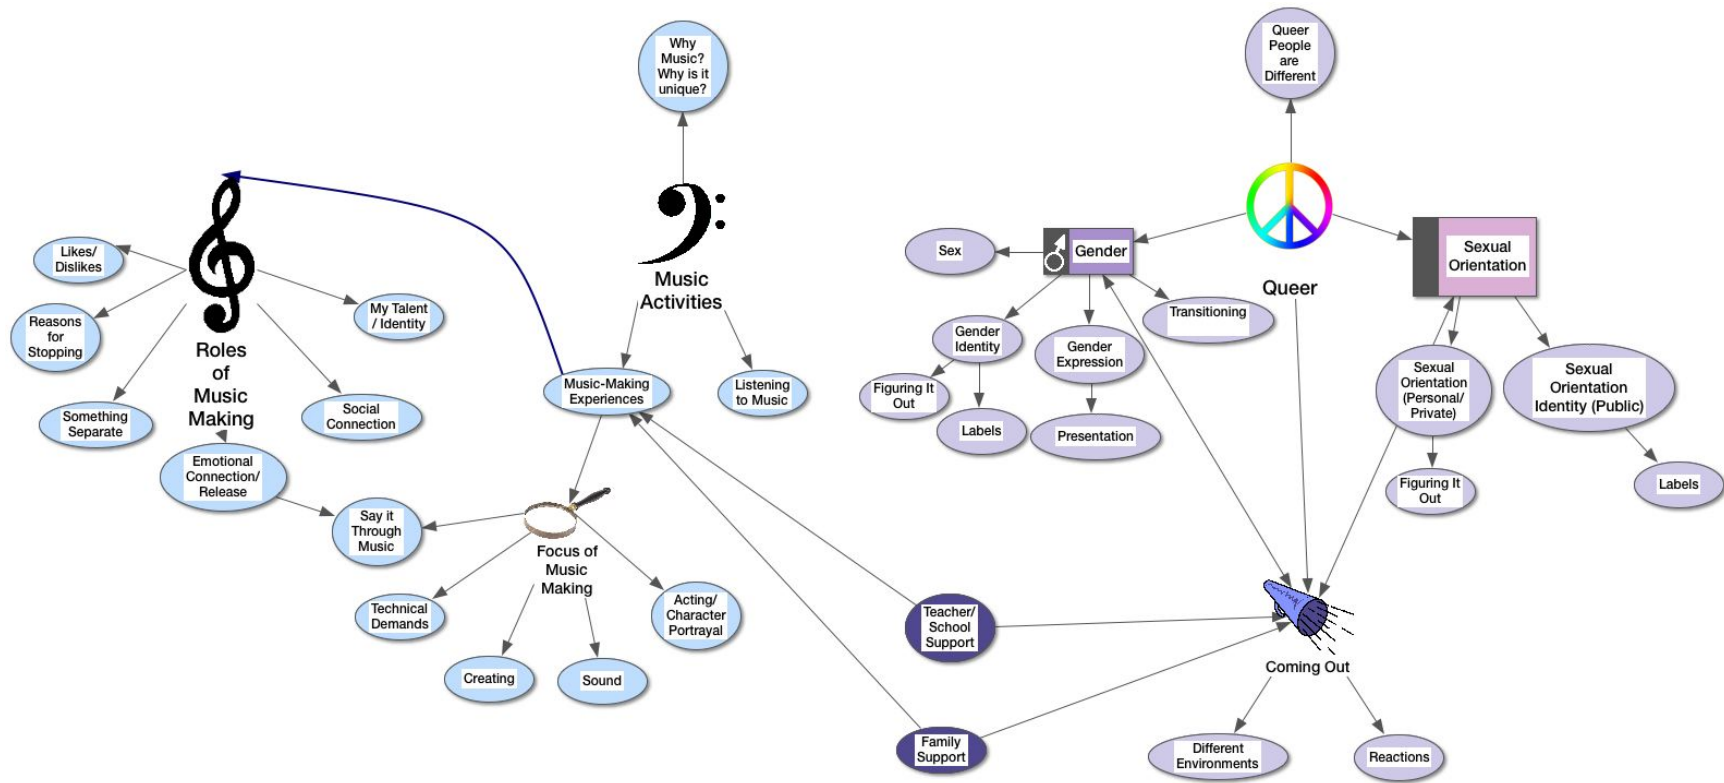 Why
Music?
Why is it
unique?
Queer
People
are
Different
Likes/
Dislikes
Reasons
for
Stopping
Something
Separate
Roles
of
Music
Making
My Talent
/ Identity
Social
Connection
Emotional
Connection/
Release
Say it
Through
Music
Music
Activities
Music-Making
Experiences
Listening
to Music
Focus of
Music
Making
Technical
Demands
Creating
Sound
Acting/
Character
Portrayal
Sex
Gender
Queer
Sexual
Orientation
Gender
Identity
Gender
Expression
Transitioning
Figuring It
Out
Labels
Presentation
Sexual
Orientation
(Personal/
Private)
Sexual
Orientation
Identity (Public)
Figuring It
Out
Labels
Teacher/
School
Support
Family
Support
Coming Out
Different
Environments
Reactions